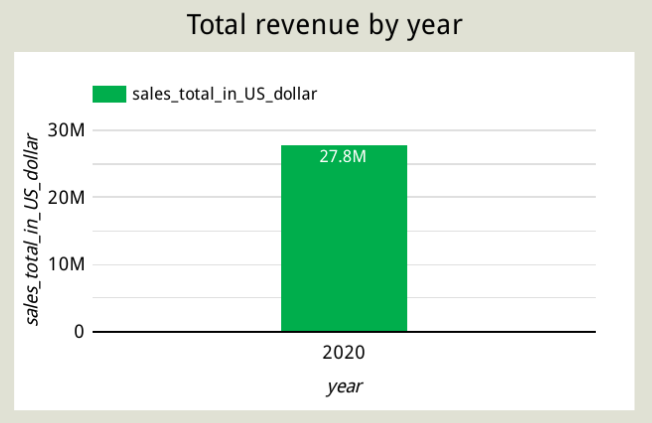 Total revenue by year
sales_total_in_US_dollar
sales_total_in_US_dollar
30M
20M
10M
0
27.8M
2020
year